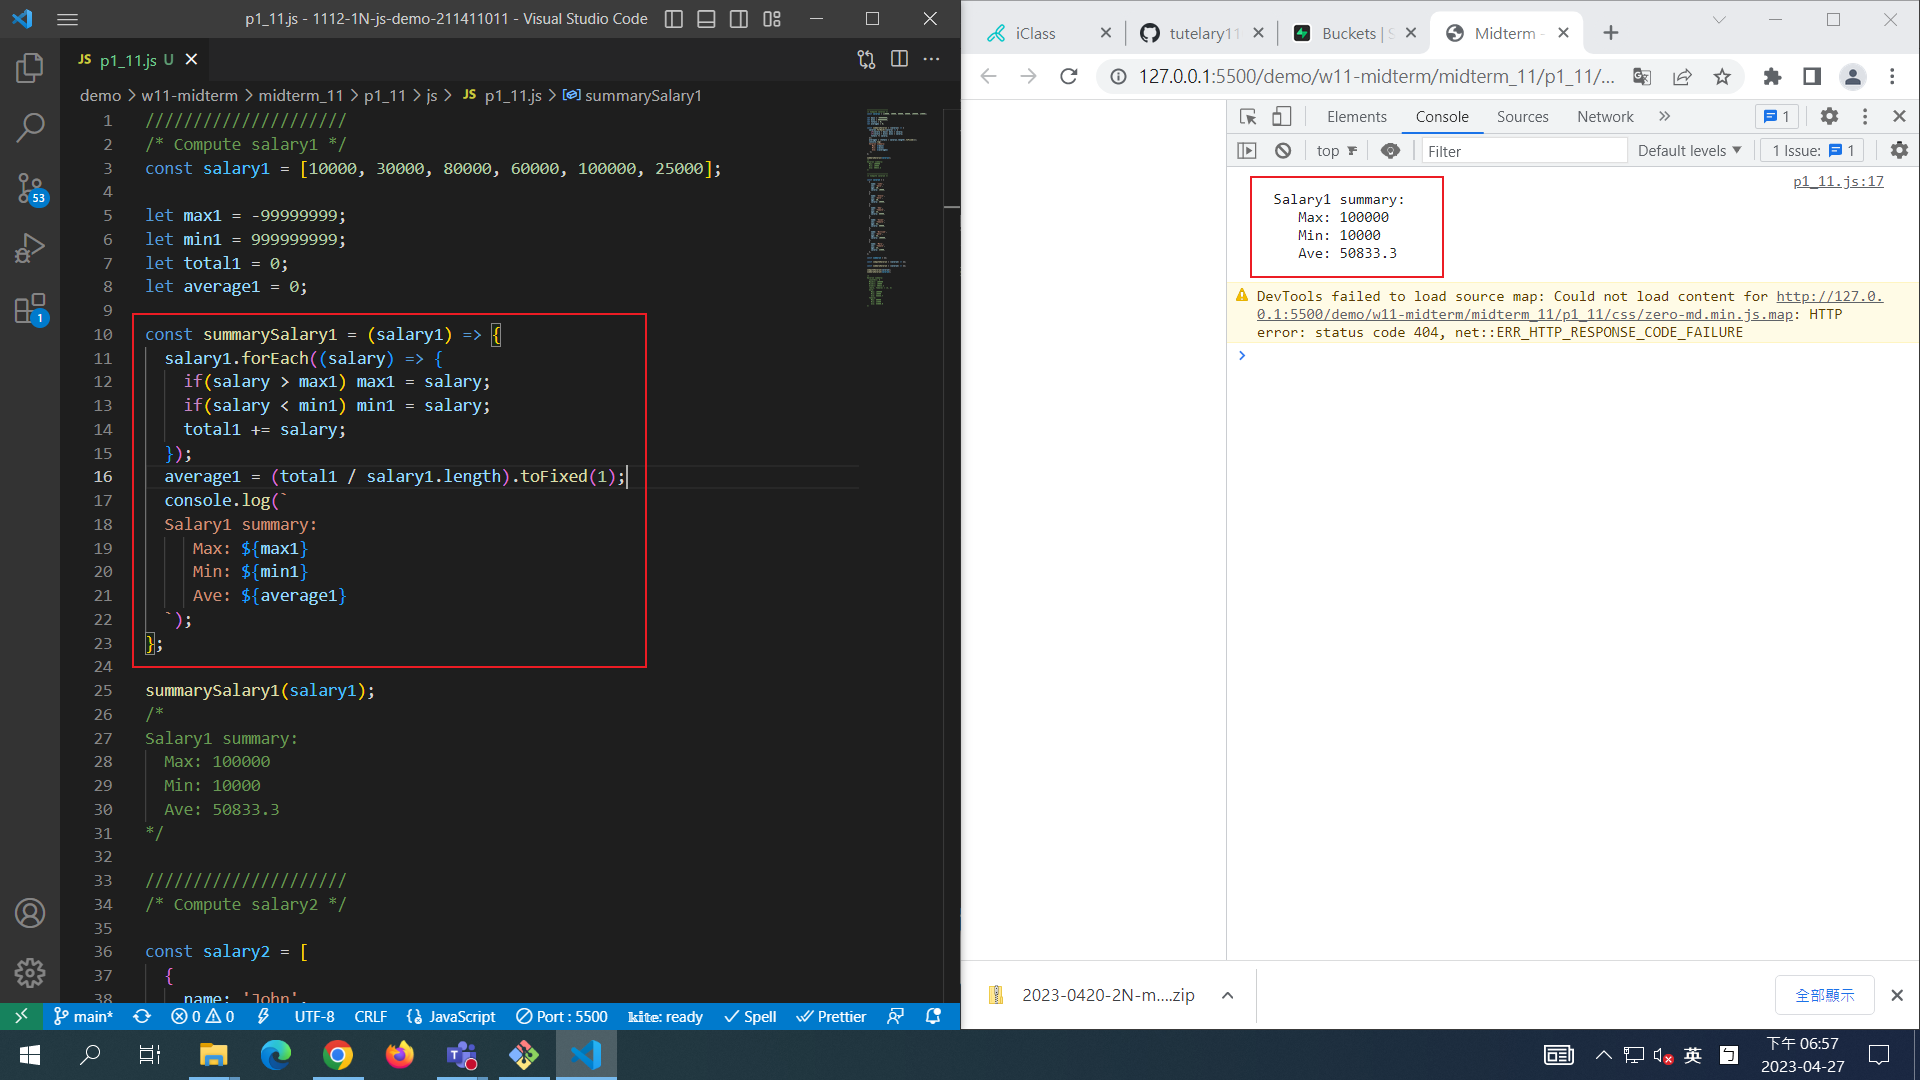 p1_11.js - 1112-1N-js-demo-211411011 - Visual Studio Code
JS p1_11.js U
demo > w11-midterm > midterm_11 > p1_11 > js > JS p1_11.js > summarySalary1
1 /////////////////////
2 /* Compute salary1 */
3 const salary1 = [10000, 30000, 80000, 60000, 100000, 25000];
4
5 let max1 = -99999999;
6 let min1 = 999999999;
7 let total1 = 0;
8 let average1 = 0;
9
10 const summarySalary1 = (salary1) => {
11 salary1.forEach((salary) => {
12 if(salary > max1) max1 = salary;
13 if(salary < min1) min1 = salary;
14 total1 += salary;
15 });
16 average1 = (total1 / salary1.length).toFixed(1);
17 console.log(`
18 Salary1 summary:
19 Max: ${max1}
20 Min: ${min1}
21 Ave: ${average1}
22 `);
23 };
24
25 summarySalary1(salary1);
26 /*
27 Salary1 summary:
28 Max: 100000
29 Min: 10000
30 Ave: 50833.3
31 */
32
33 /////////////////////
34 /* Compute salary2 */
35
36 const salary2 = [
37 {
38 name: 'John',
53
1
main* 0 0 UTF-8 CRLF JavaScript Port : 5500 kite: ready Spell Prettier
iClass
tutelary11
Buckets | S
Midterm -
127.0.0.1:5500/demo/w11-midterm/midterm_11/p1_11/...
Elements Console Sources Network 1
top Filter Default levels 1 Issue: 1
p1_11.js:17
Salary1 summary:
Max: 100000
Min: 10000
Ave: 50833.3
DevTools failed to load source map: Could not load content for http://127.0.
0.1:5500/demo/w11-midterm/midterm_11/p1_11/css/zero-md.min.js.map: HTTP
error: status code 404, net::ERR_HTTP_RESPONSE_CODE_FAILURE
2023-0420-2N-m....zip
全部顯示
英
下午 06:57
2023-04-27